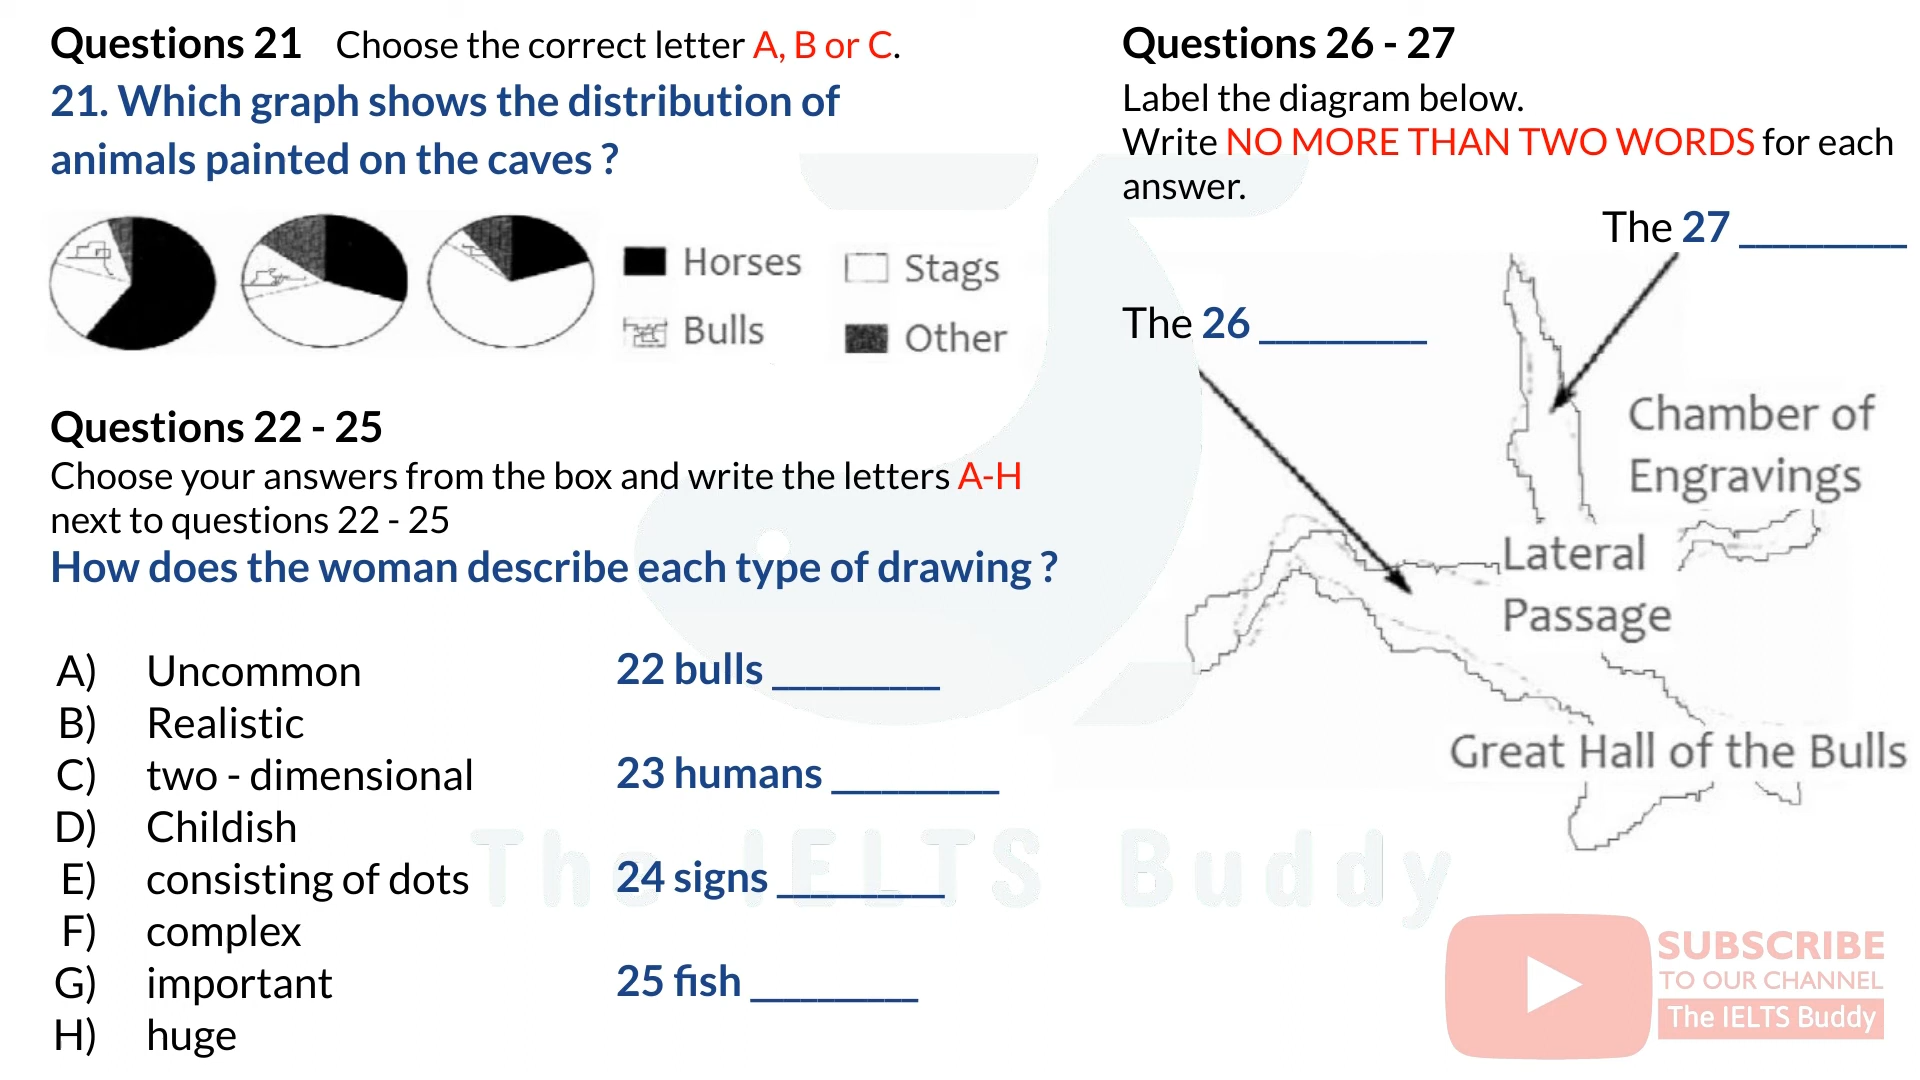 Questions 21 Choose the correct letter A, B or C.
21. Which graph shows the distribution of
animals painted on the caves ?
Horses
Stags
Bulls
Other
Questions 22 - 25
Choose your answers from the box and write the letters A-H
next to questions 22 - 25
How does the woman describe each type of drawing ?
A) Uncommon
B) Realistic
C) two - dimensional
D) Childish
E) consisting of dots
F) complex
G) important
H) huge
22 bulls ________
23 humans ________
24 signs ________
25 fish ________
Questions 26 - 27
Label the diagram below.
Write NO MORE THAN TWO WORDS for each
answer.
The 27 ________
The 26 ________
Chamber of
Engravings
Lateral
Passage
Great Hall of the Bulls
The IELTS Buddy
SUBSCRIBE
TO OUR CHANNEL
The IELTS Buddy